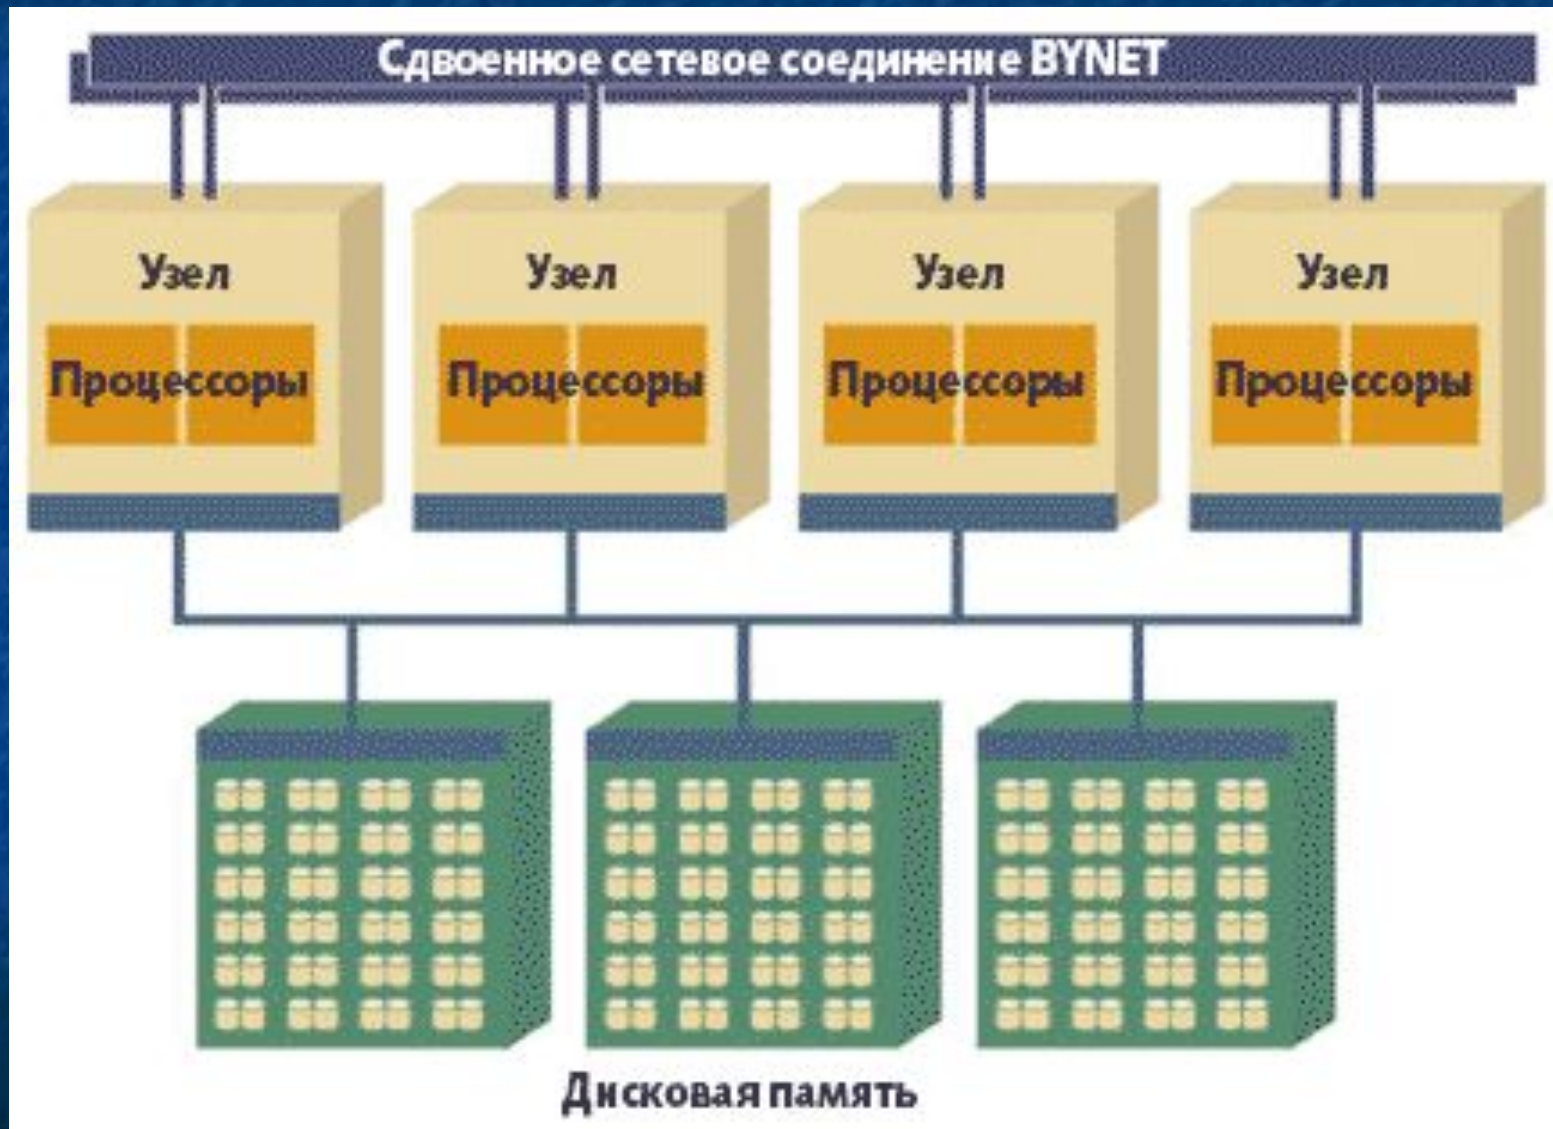 Сдвоенное сетевое соединение BYNET
Узел
Узел
Узел
Узел
Процессоры
Процессоры
Процессоры
Процессоры
Дисковая память